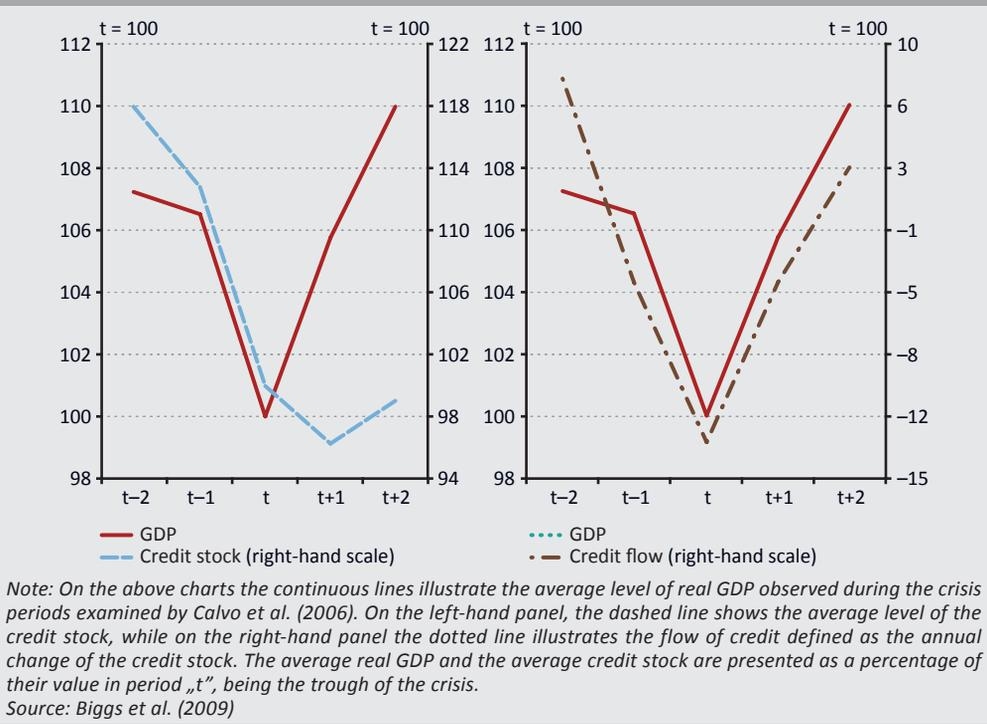 t = 100
t = 100
112
110
108
106
104
102
100
98
122
118
114
110
106
102
98
94
t–2
t–1
t
t+1
t+2
GDP
Credit stock (right-hand scale)
t = 100
t = 100
112
110
108
106
104
102
100
98
10
6
3
–1
–5
–8
–12
–15
t–2
t–1
t
t+1
t+2
GDP
Credit flow (right-hand scale)
Note: On the above charts the continuous lines illustrate the average level of real GDP observed during the crisis
periods examined by Calvo et al. (2006). On the left-hand panel, the dashed line shows the average level of the
credit stock, while on the right-hand panel the dotted line illustrates the flow of credit defined as the annual
change of the credit stock. The average real GDP and the average credit stock are presented as a percentage of
their value in period „t”, being the trough of the crisis.
Source: Biggs et al. (2009)